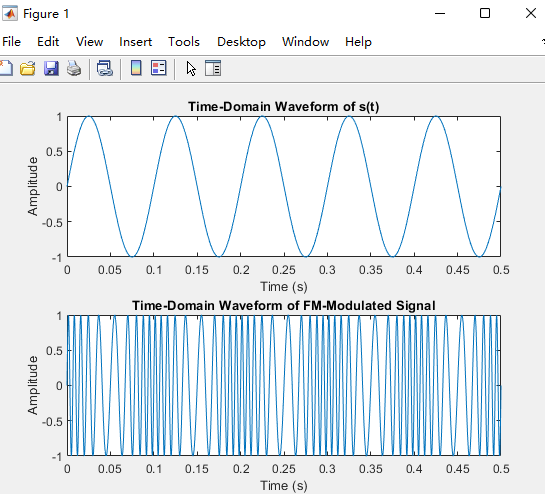 Figure 1
File Edit View Insert Tools Desktop Window Help
Time-Domain Waveform of s(t)
1
0.5
0
-0.5
-1
Amplitude
0 0.05 0.1 0.15 0.2 0.25 0.3 0.35 0.4 0.45 0.5
Time (s)
Time-Domain Waveform of FM-Modulated Signal
1
0.5
0
-0.5
-1
Amplitude
0 0.05 0.1 0.15 0.2 0.25 0.3 0.35 0.4 0.45 0.5
Time (s)